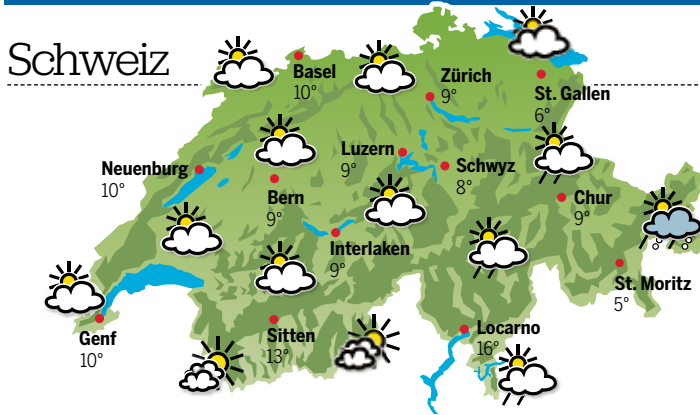 Schweiz
Basel
10°
Zürich
9°
St. Gallen
6°
Luzern
9°
Schwyz
8°
Neuenburg
10°
Bern
9°
Chur
9°
Interlaken
9°
St. Moritz
5°
Genf
10°
Sitten
13°
Locarno
16°